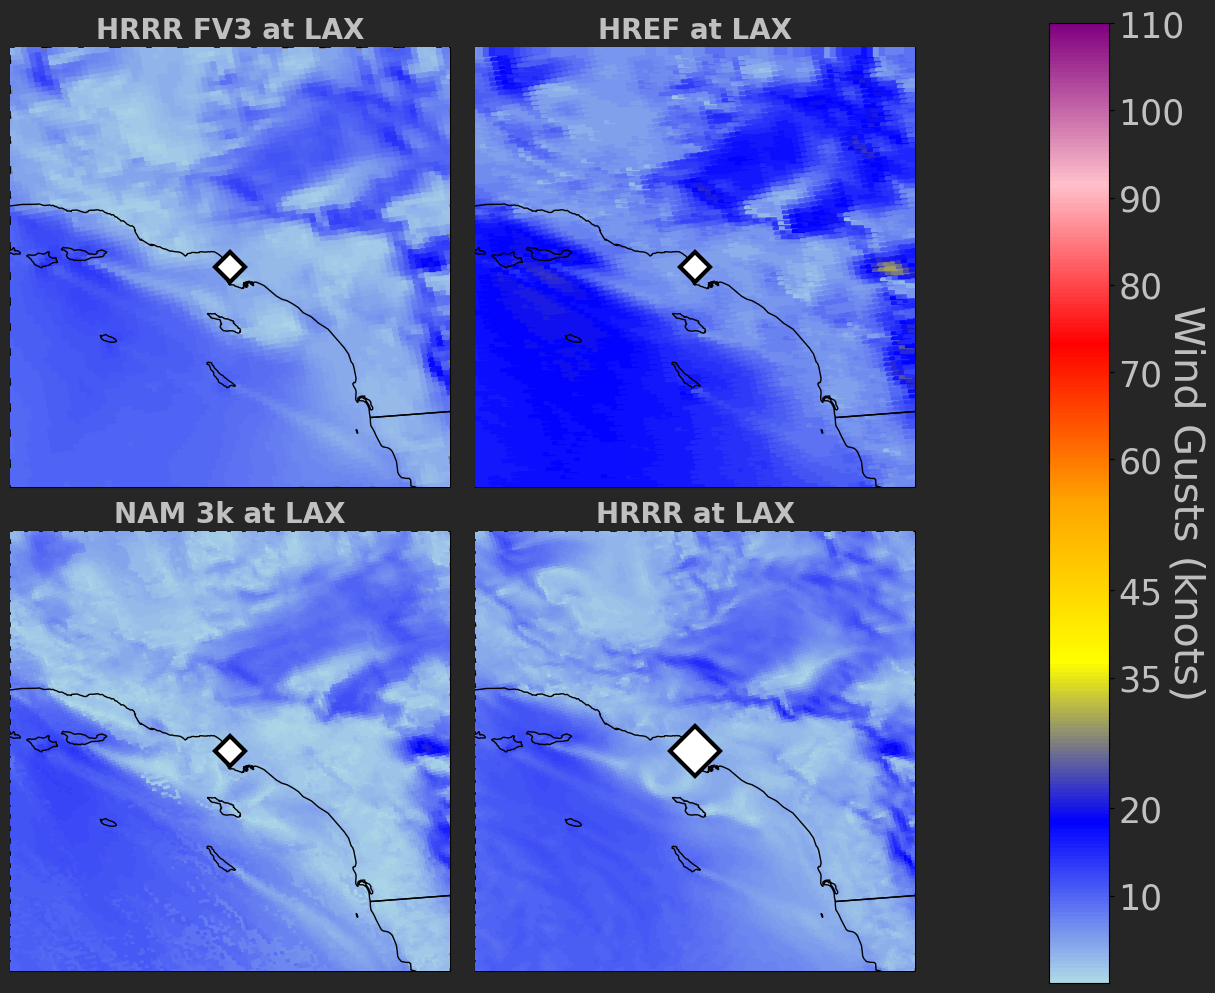 HRRR FV3 at LAX
HREF at LAX
NAM 3k at LAX
HRRR at LAX
110
100
90
80
70
60
45
35
20
10
Wind Gusts (knots)